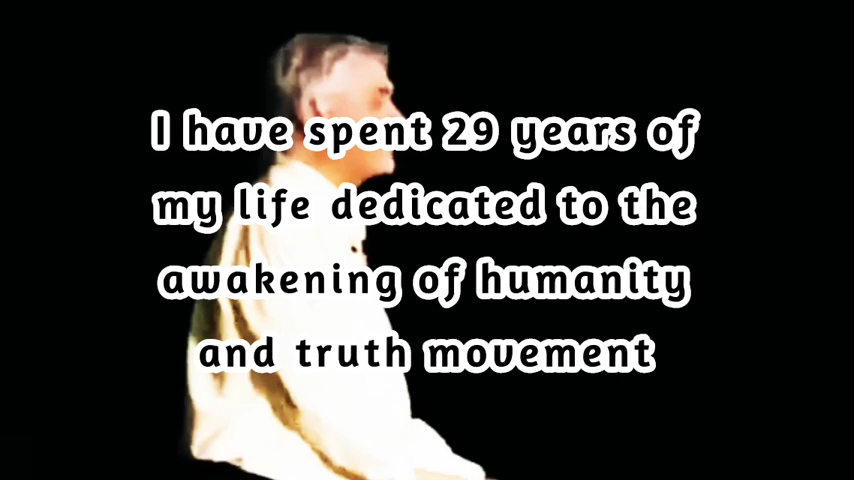 I have spent 29 years of
my life dedicated to the
awakening of humanity
and truth movement